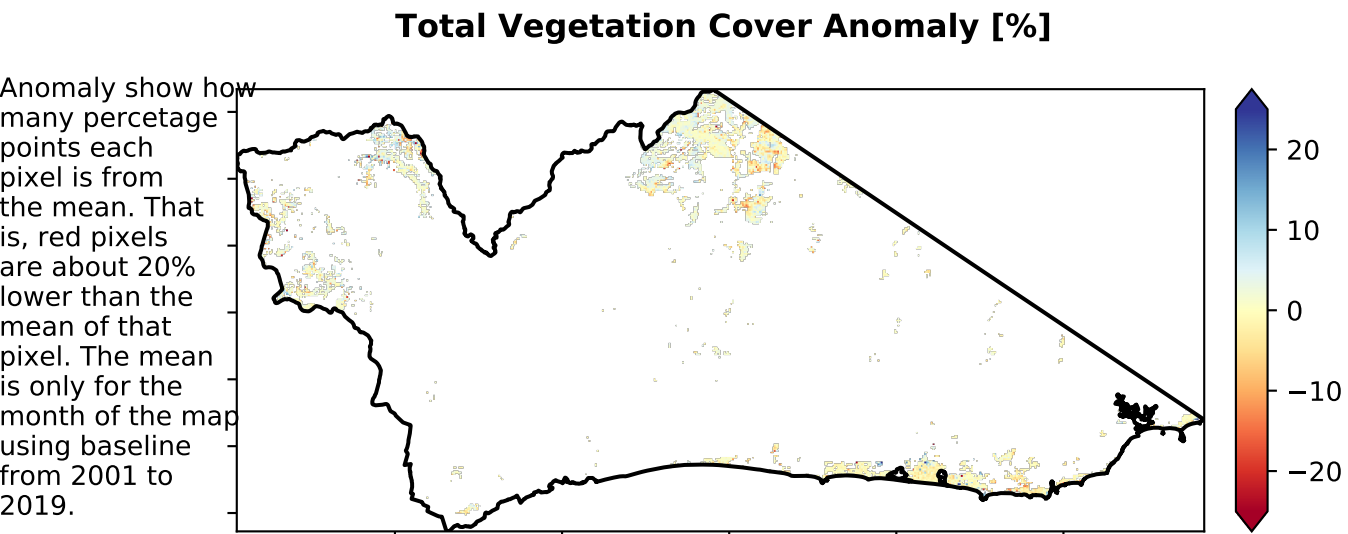 Total Vegetation Cover Anomaly [%]
Anomaly show how
many percetage
points each
pixel is from
the mean. That
is, red pixels
are about 20%
lower than the
mean of that
pixel. The mean
is only for the
month of the map
using baseline
from 2001 to
2019.
20
10
0
−10
−20